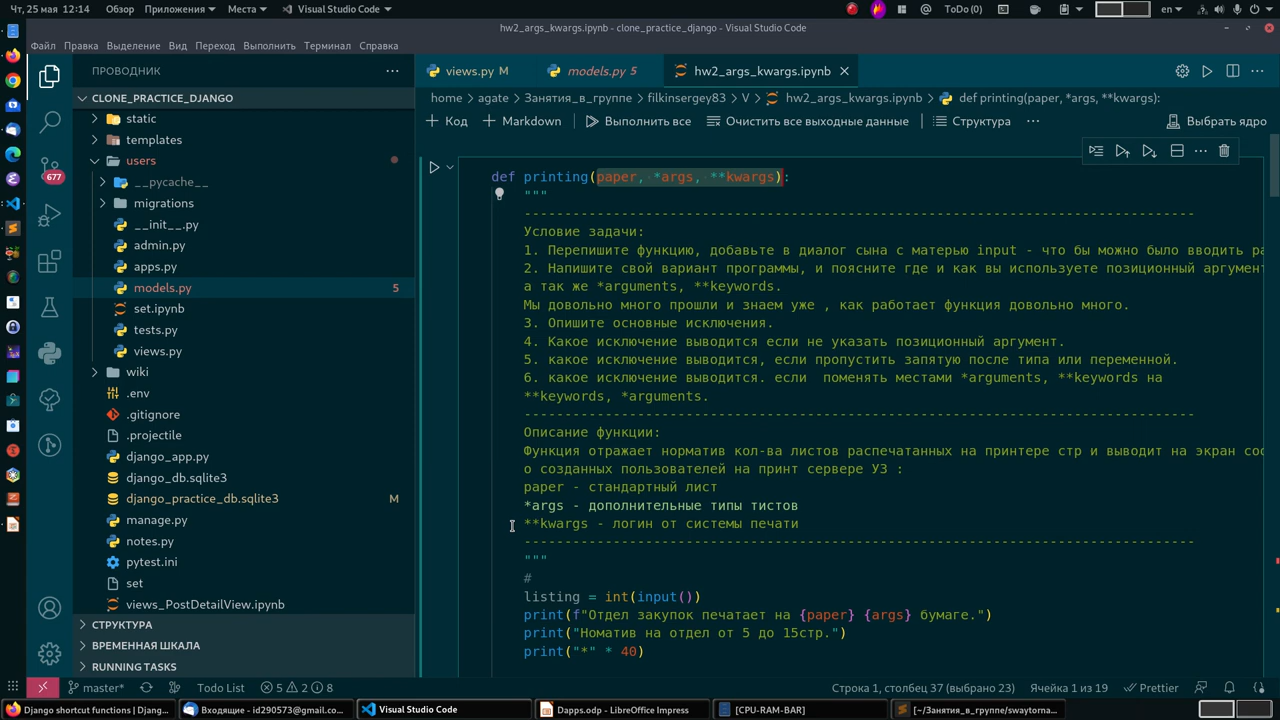 Чт, 25 мая 12:14 Обзор Приложения Места Visual Studio Code ToDo(0) en
hw2_args_kwargs.ipynb - clone_practice_django - Visual Studio Code
Файл Правка Выделение Вид Переход Выполнить Терминал Справка
ПРОВОДНИК
views.py M models.py 5 hw2_args_kwargs.ipynb
CLONE_PRACTICE_DJANGO
home agate Занятия_в_группе filkinsergey83 V hw2_args_kwargs.ipynb def printing(paper, *args, **kwargs):
Код Markdown Выполнить все Очистить все выходные данные Структура Выбрать ядро
static
templates
users
__pycache__
migrations
__init__.py
admin.py
apps.py
models.py 5
set.ipynb
tests.py
views.py
wiki
.env
.gitignore
.projectile
django_app.py
db.sqlite3
django_practice_db.sqlite3 M
manage.py
notes.py
pytest.ini
set
views_PostDetailView.ipynb
СТРУКТУРА
ВРЕМЕННАЯ ШКАЛА
RUNNING TASKS
677
def printing(paper, *args, **kwargs):
"""
-----------------------------------------------------------------------------------
Условие задачи:
1. Перепишите функцию, добавьте в диалог сына с матерью input - что бы можно было вводить ра
2. Напишите свой вариант программы, и поясните где и как вы используете позиционный аргумент
а так же *arguments, **keywords.
Мы довольно много прошли и знаем уже , как работает функция довольно много.
3. Опишите основные исключения.
4. Какое исключение выводится если не указать позиционный аргумент.
5. какое исключение выводится, если пропустить запятую после типа или переменной.
6. какое исключение выводится. если  поменять местами *arguments, **keywords на
**keywords, *arguments.
-----------------------------------------------------------------------------------
Описание функции:
Функция отражает норматив кол-ва листов распечатанных на принтере стр и выводит на экран соо
о созданных пользователей на принт сервере УЗ :
paper - стандартный лист
*args - дополнительные типы тистов
**kwargs - логин от системы печати
-----------------------------------------------------------------------------------
"""
#
listing = int(input())
print(f"Отдел закупок печатает на {paper} {args} бумаге.")
print("Номатив на отдел от 5 до 15стр.")
print("*" * 40)
master* Todo List 5 2 8 Строка 1, столбец 37 (выбрано 23) Ячейка 1 из 19 Prettier
Django shortcut functions | Djang... Входящие - id290573@gmail.co... Visual Studio Code Dapps.odp - LibreOffice Impress [CPU-RAM-BAR] [~/Занятия_в_группе/swaytorna...